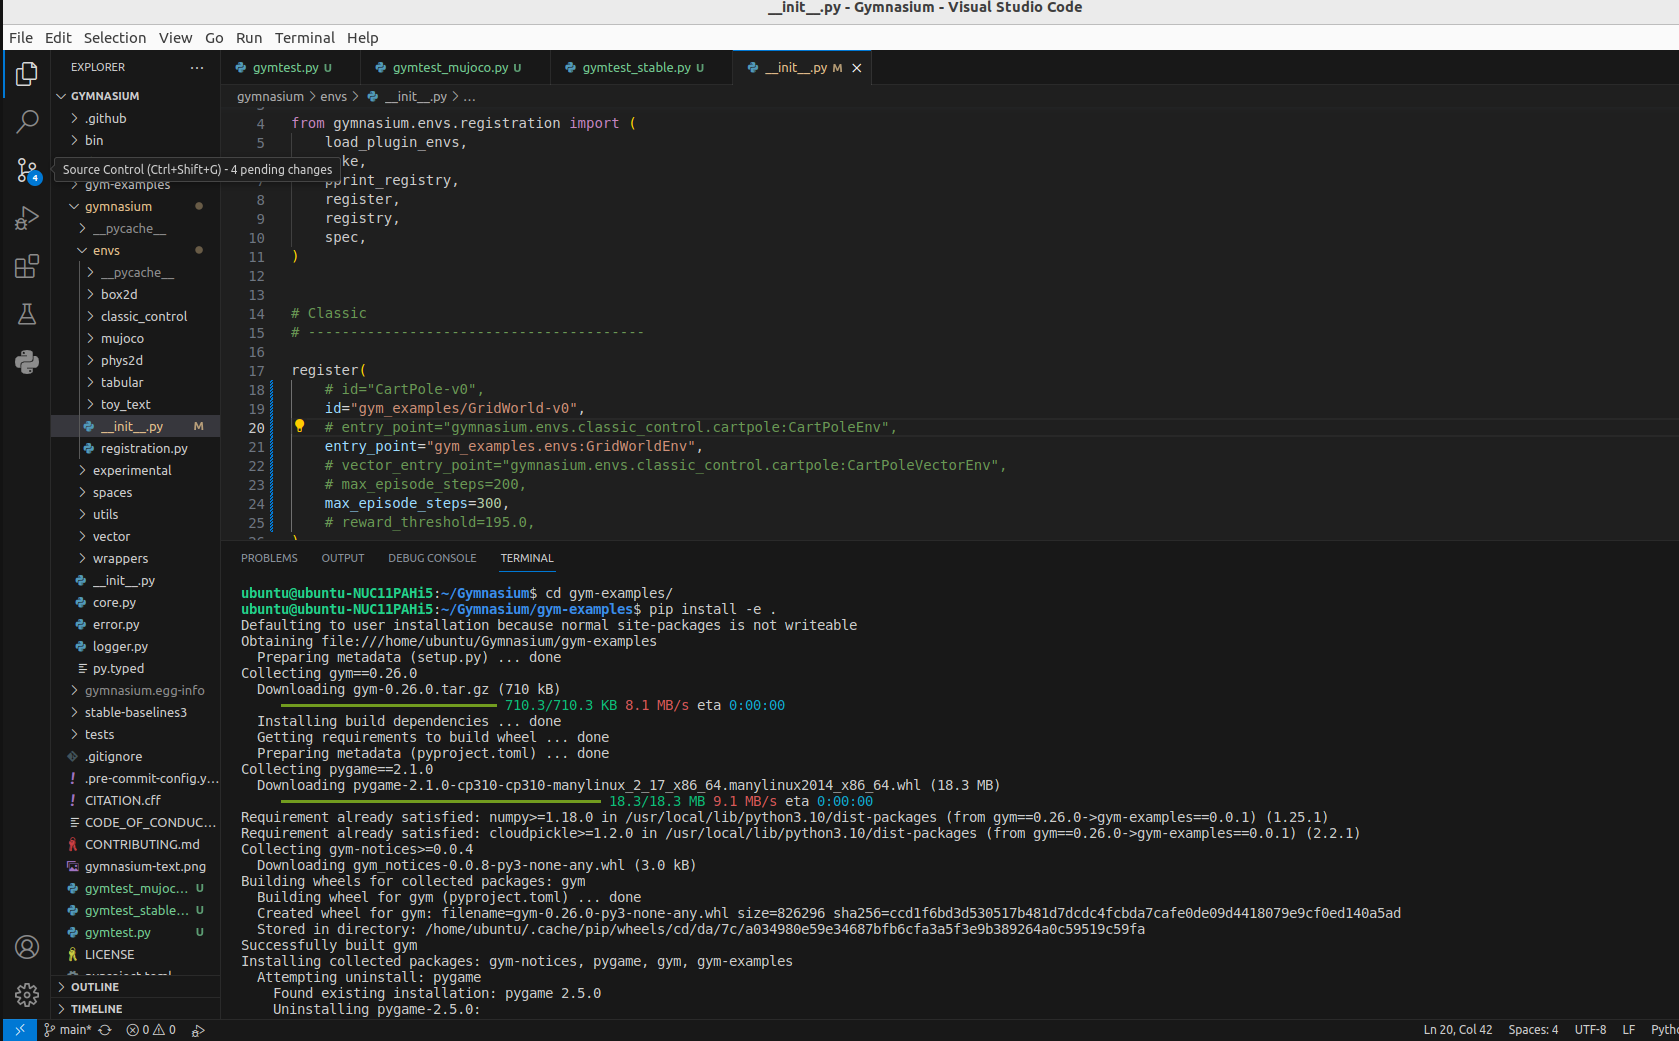 __init__.py - Gymnasium - Visual Studio Code
File Edit Selection View Go Run Terminal Help
EXPLORER
gymtest.py U
gymtest_mujoco.py U
gymtest_stable.py U
__init__.py M
GYMNASIUM
.github
bin
Source Control (Ctrl+Shift+G) - 4 pending changes
4
gym-examples
gymnasium
__pycache__
envs
__pycache__
box2d
classic_control
mujoco
phys2d
tabular
toy_text
__init__.py M
registration.py
experimental
spaces
utils
vector
wrappers
__init__.py
core.py
error.py
logger.py
py.typed
gymnasium.egg-info
stable-baselines3
tests
.gitignore
.pre-commit-config.y...
CITATION.cff
CODE_OF_CONDUC...
CONTRIBUTING.md
gymnasium-text.png
gymtest_mujoc... U
gymtest_stable... U
gymtest.py U
LICENSE
OUTLINE
TIMELINE
gymnasium > envs > __init__.py > ...
4 from gymnasium.envs.registration import (
5 load_plugin_envs,
ke,
pprint_registry,
8 register,
9 registry,
10 spec,
11 )
12
13
14 # Classic
15 # ----------------------------------------
16
17 register(
18 # id="CartPole-v0",
19 id="gym_examples/GridWorld-v0",
20 # entry_point="gymnasium.envs.classic_control.cartpole:CartPoleEnv",
21 entry_point="gym_examples.envs:GridWorldEnv",
22 # vector_entry_point="gymnasium.envs.classic_control.cartpole:CartPoleVectorEnv",
23 # max_episode_steps=200,
24 max_episode_steps=300,
25 # reward_threshold=195.0,
PROBLEMS OUTPUT DEBUG CONSOLE TERMINAL
ubuntu@ubuntu-NUC11PAHi5:~/Gymnasium$ cd gym-examples/
ubuntu@ubuntu-NUC11PAHi5:~/Gymnasium/gym-examples$ pip install -e .
Defaulting to user installation because normal site-packages is not writeable
Obtaining file:///home/ubuntu/Gymnasium/gym-examples
Preparing metadata (setup.py) ... done
Collecting gym==0.26.0
Downloading gym-0.26.0.tar.gz (710 kB)
710.3/710.3 KB 8.1 MB/s eta 0:00:00
Installing build dependencies ... done
Getting requirements to build wheel ... done
Preparing metadata (pyproject.toml) ... done
Collecting pygame==2.1.0
Downloading pygame-2.1.0-cp310-cp310-manylinux_2_17_x86_64.manylinux2014_x86_64.whl (18.3 MB)
18.3/18.3 MB 9.1 MB/s eta 0:00:00
Requirement already satisfied: numpy>=1.18.0 in /usr/local/lib/python3.10/dist-packages (from gym==0.26.0->gym-examples==0.0.1) (1.25.1)
Requirement already satisfied: cloudpickle>=1.2.0 in /usr/local/lib/python3.10/dist-packages (from gym==0.26.0->gym-examples==0.0.1) (2.2.1)
Collecting gym-notices>=0.0.4
Downloading gym_notices-0.0.8-py3-none-any.whl (3.0 kB)
Building wheels for collected packages: gym
Building wheel for gym (pyproject.toml) ... done
Created wheel for gym: filename=gym-0.26.0-py3-none-any.whl size=826296 sha256=ccd1f6bd3d530517b481d7dcdc4fcbda7cafe0de09d4418079e9cf0ed140a5ad
Stored in directory: /home/ubuntu/.cache/pip/wheels/cd/da/7c/a034980e59e34687bfb6cfa3a5f3e9b389264a0c59519c59fa
Successfully built gym
Installing collected packages: gym-notices, pygame, gym, gym-examples
Attempting uninstall: pygame
Found existing installation: pygame 2.5.0
Uninstalling pygame-2.5.0:
main* 0 0
Ln 20, Col 42 Spaces: 4 UTF-8 LF Pytho